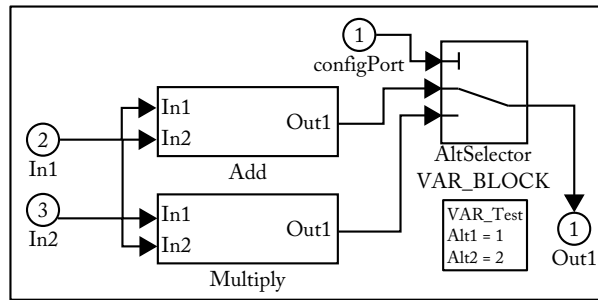 1
configPort
In1
In2
Out1
Add
2
In1
AltSelector
VAR_BLOCK
3
In2
In1
In2
Out1
Multiply
VAR_Test
Alt1 = 1
Alt2 = 2
1
Out1